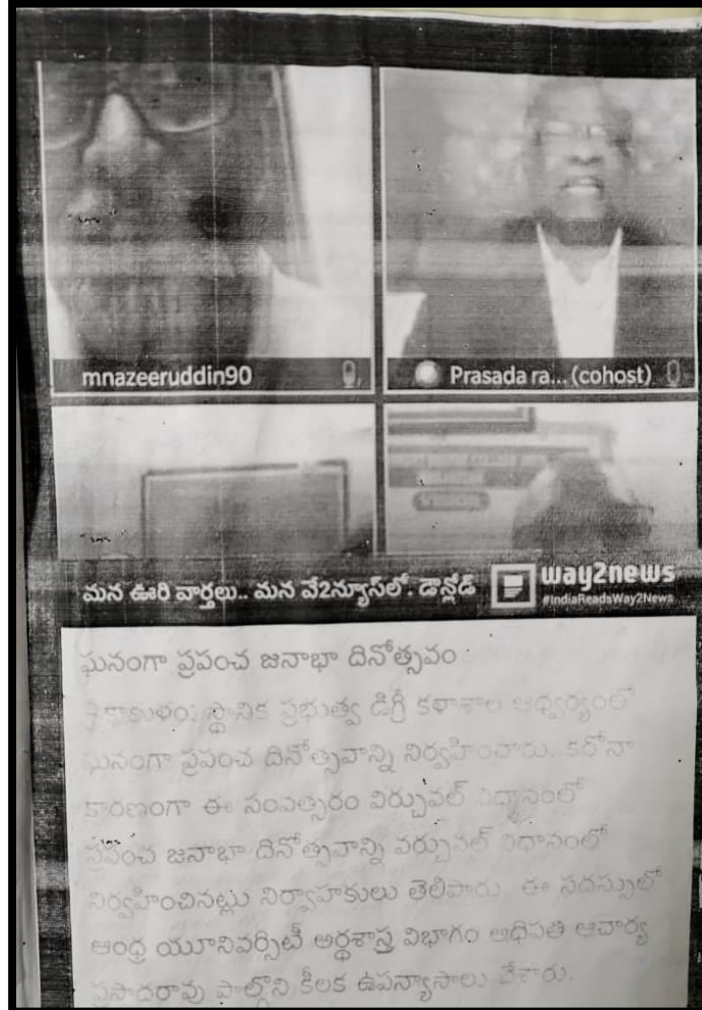 mnazeeruddin90
Prasada ra... (cohost)
మన ఊరి వార్తలు.. మన వే2న్యూస్‌లో. డౌన్లోడ్
way2news
#IndiaReadsWay2News
ఘనంగా ప్రపంచ జనాభా దినోత్సవం
శ్రీకాకుళం: స్థానిక ప్రభుత్వ డిగ్రీ కళాశాల ఆధ్వర్యంలో
ఘనంగా ప్రపంచ దినోత్సవాన్ని నిర్వహించారు. కరోనా
కారణంగా ఈ సంవత్సరం విర్చువల్ విధానంలో
ప్రపంచ జనాభా దినోత్సవాన్ని వర్చువల్ విధానంలో
నిర్వహించినట్లు నిర్వాహకులు తెలిపారు. ఈ సదస్సులో
ఆంధ్ర యూనివర్సిటీ అర్థశాస్త్ర విభాగం అధిపతి ఆచార్య
ప్రసాదరావు పాల్గొని కీలక ఉపన్యాసాలు చేశారు.